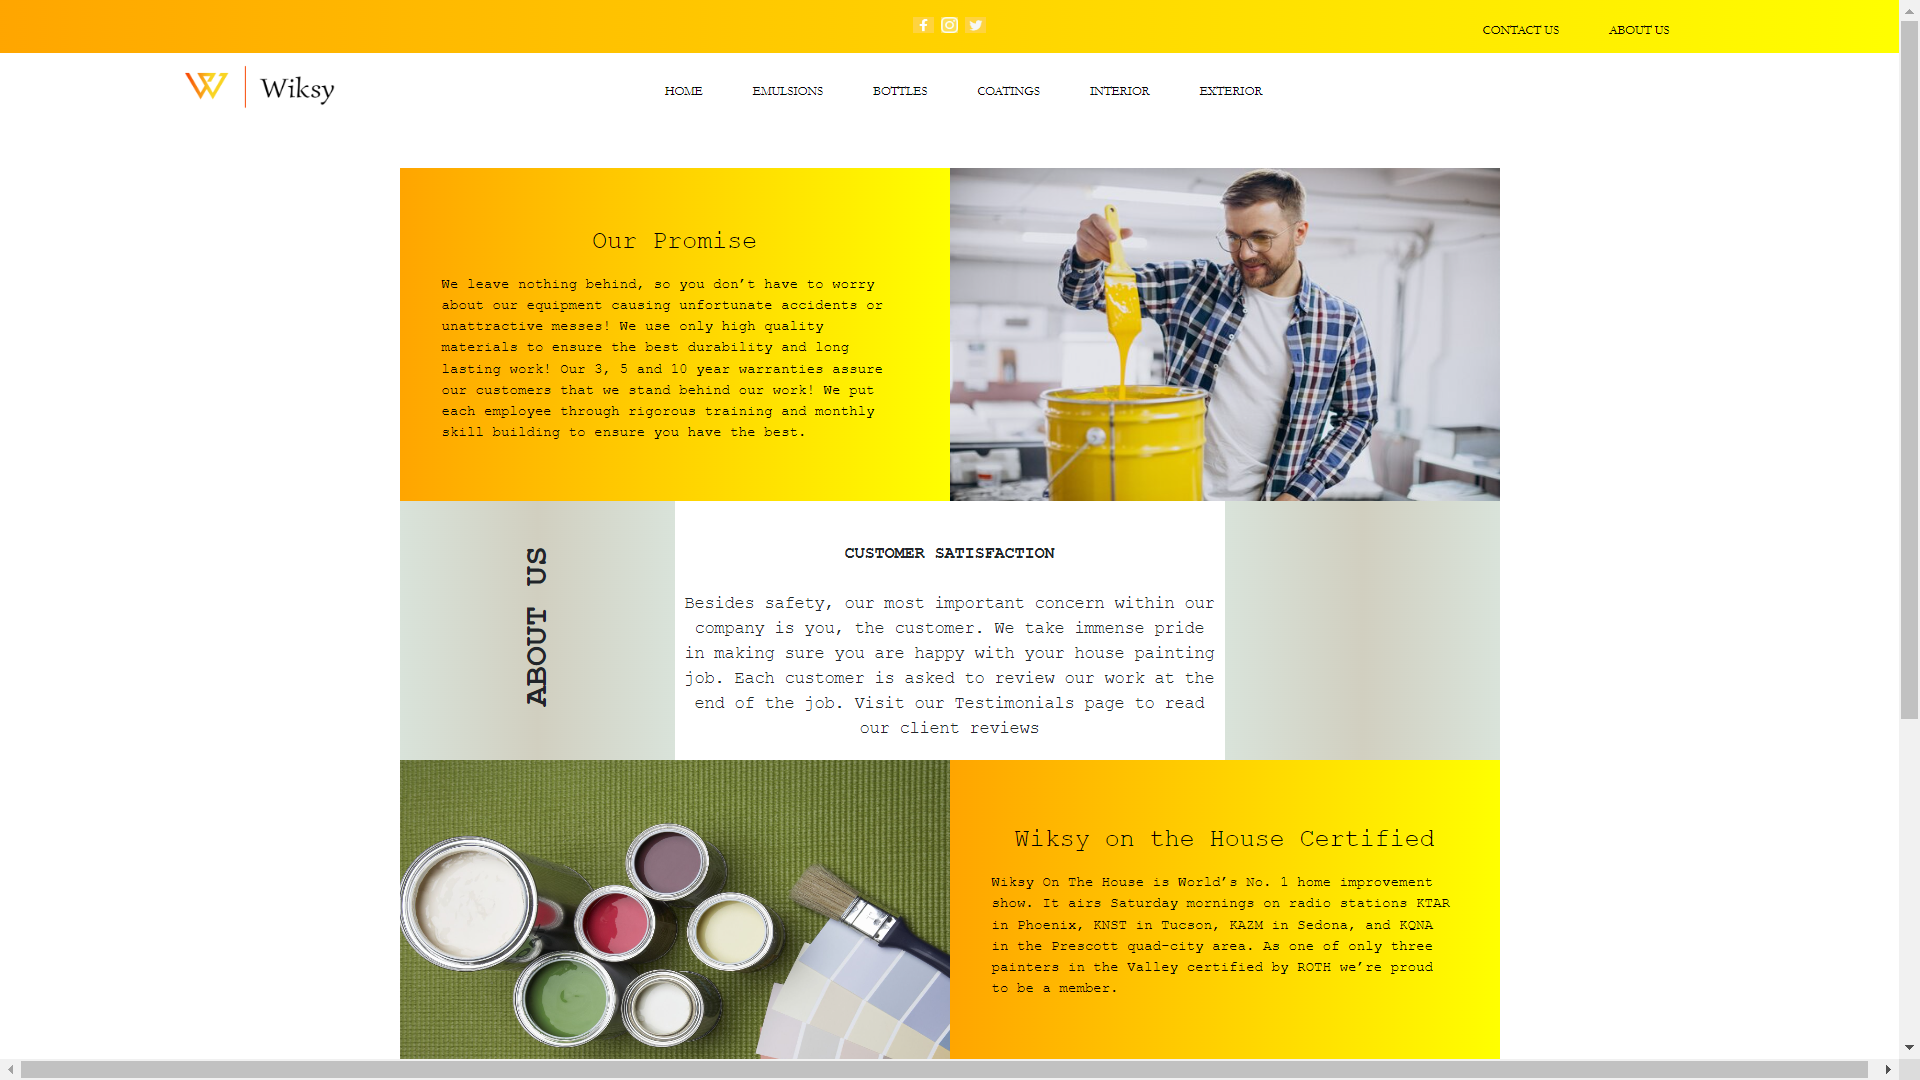 CONTACT US
ABOUT US
Wiksy
HOME
EMULSIONS
BOTTLES
COATINGS
INTERIOR
EXTERIOR
Our Promise
We leave nothing behind, so you don’t have to worry
about our equipment causing unfortunate accidents or
unattractive messes! We use only high quality
materials to ensure the best durability and long
lasting work! Our 3, 5 and 10 year warranties assure
our customers that we stand behind our work! We put
each employee through rigorous training and monthly
skill building to ensure you have the best.
ABOUT US
CUSTOMER SATISFACTION
Besides safety, our most important concern within our
company is you, the customer. We take immense pride
in making sure you are happy with your house painting
job. Each customer is asked to review our work at the
end of the job. Visit our Testimonials page to read
our client reviews
Wiksy on the House Certified
Wiksy On The House is World’s No. 1 home improvement
show. It airs Saturday mornings on radio stations KTAR
in Phoenix, KNST in Tucson, KAZM in Sedona, and KQNA
in the Prescott quad-city area. As one of only three
painters in the Valley certified by ROTH we’re proud
to be a member.